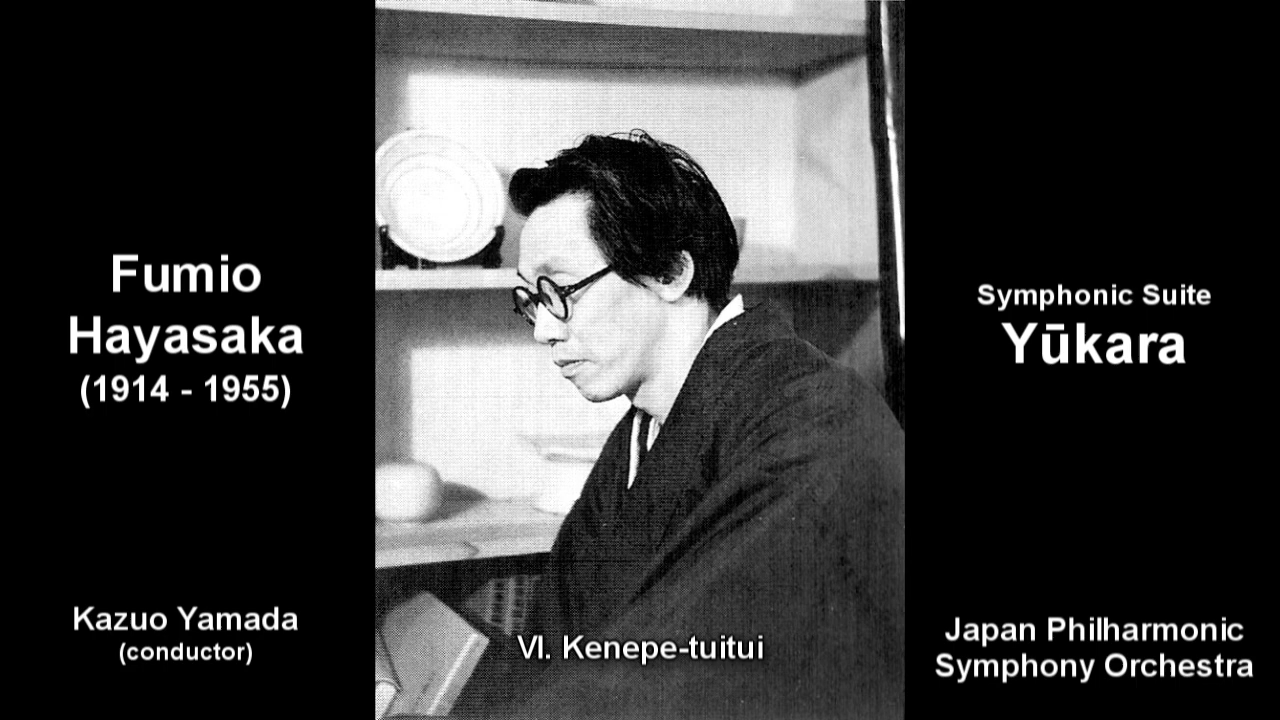 Fumio
Hayasaka
(1914 - 1955)
Symphonic Suite
Yūkara
Kazuo Yamada
(conductor)
VI. Kenepe-tuitui
Japan Philharmonic
Symphony Orchestra